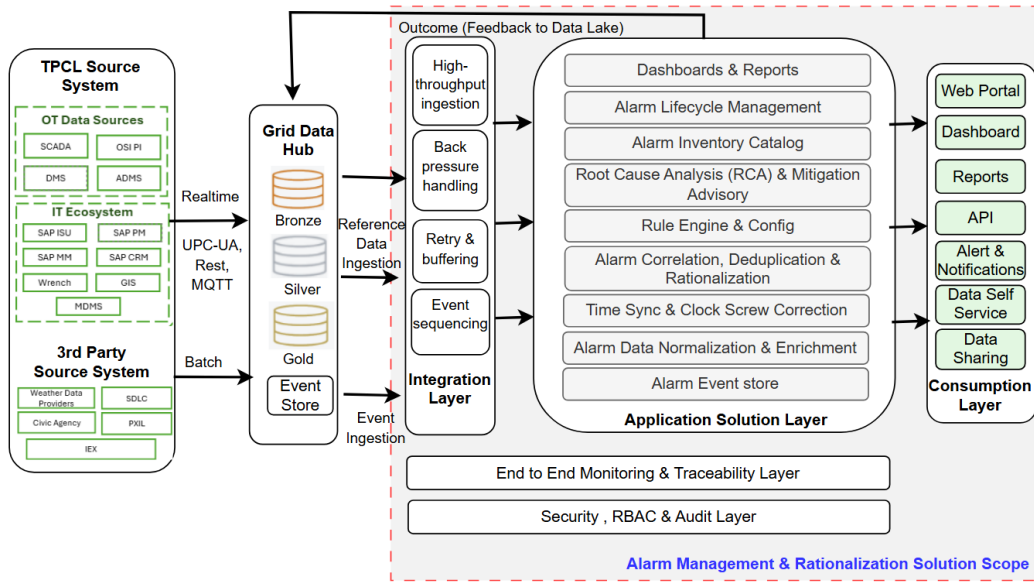 Outcome (Feedback to Data Lake)
TPCL Source
System
OT Data Sources
SCADA
OSI PI
DMS
ADMS
IT Ecosystem
SAP ISU
SAP PM
SAP MM
SAP CRM
Wrench
GIS
MDMS
3rd Party
Source System
Weather Data
Providers
SDLC
Civic Agency
PXIL
IEX
Realtime
UPC-UA,
Rest,
MQTT
Batch
Grid Data
Hub
Bronze
Silver
Gold
Event
Store
Reference
Data
Ingestion
Event
Ingestion
High-
throughput
ingestion
Back
pressure
handling
Retry &
buffering
Event
sequencing
Integration
Layer
Dashboards & Reports
Alarm Lifecycle Management
Alarm Inventory Catalog
Root Cause Analysis (RCA) & Mitigation
Advisory
Rule Engine & Config
Alarm Correlation, Deduplication &
Rationalization
Time Sync & Clock Screw Correction
Alarm Data Normalization & Enrichment
Alarm Event store
Application Solution Layer
Web Portal
Dashboard
Reports
API
Alert &
Notifications
Data Self
Service
Data
Sharing
Consumption
Layer
End to End Monitoring & Traceability Layer
Security , RBAC & Audit Layer
Alarm Management & Rationalization Solution Scope